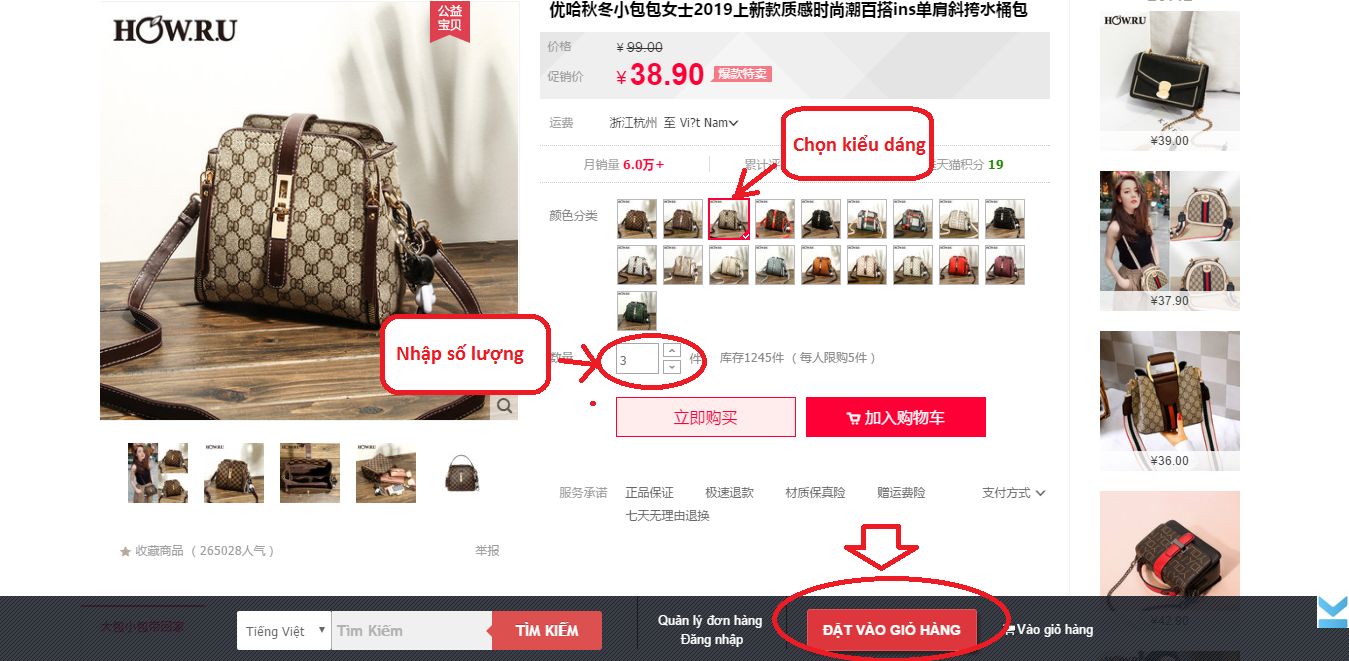 HOW.RU
公益
宝贝
优哈秋冬小包包女士2019上新款质感时尚潮百搭ins单肩斜挎水桶包
价格
¥ 99.00
促销价
¥ 38.90 爆款特卖
运费
浙江杭州 至 Vi?t Nam
Chọn kiểu dáng
月销量 6.0万+
累计评
天猫积分 19
颜色分类
Nhập số lượng
数量
3
件
库存1245件 ( 每人限购5件 )
立即购买
加入购物车
服务承诺
正品保证
极速退款
材质保真险
赠运费险
支付方式
七天无理由退换
HOW.RU
收藏商品 ( 265028人气 )
举报
HOW.RU
¥39.00
¥37.90
¥36.00
¥42.90
大包小包带回家
Tiếng Việt
Tìm Kiếm
TÌM KIẾM
Quản lý đơn hàng
Đăng nhập
ĐẶT VÀO GIỎ HÀNG
Vào giỏ hàng